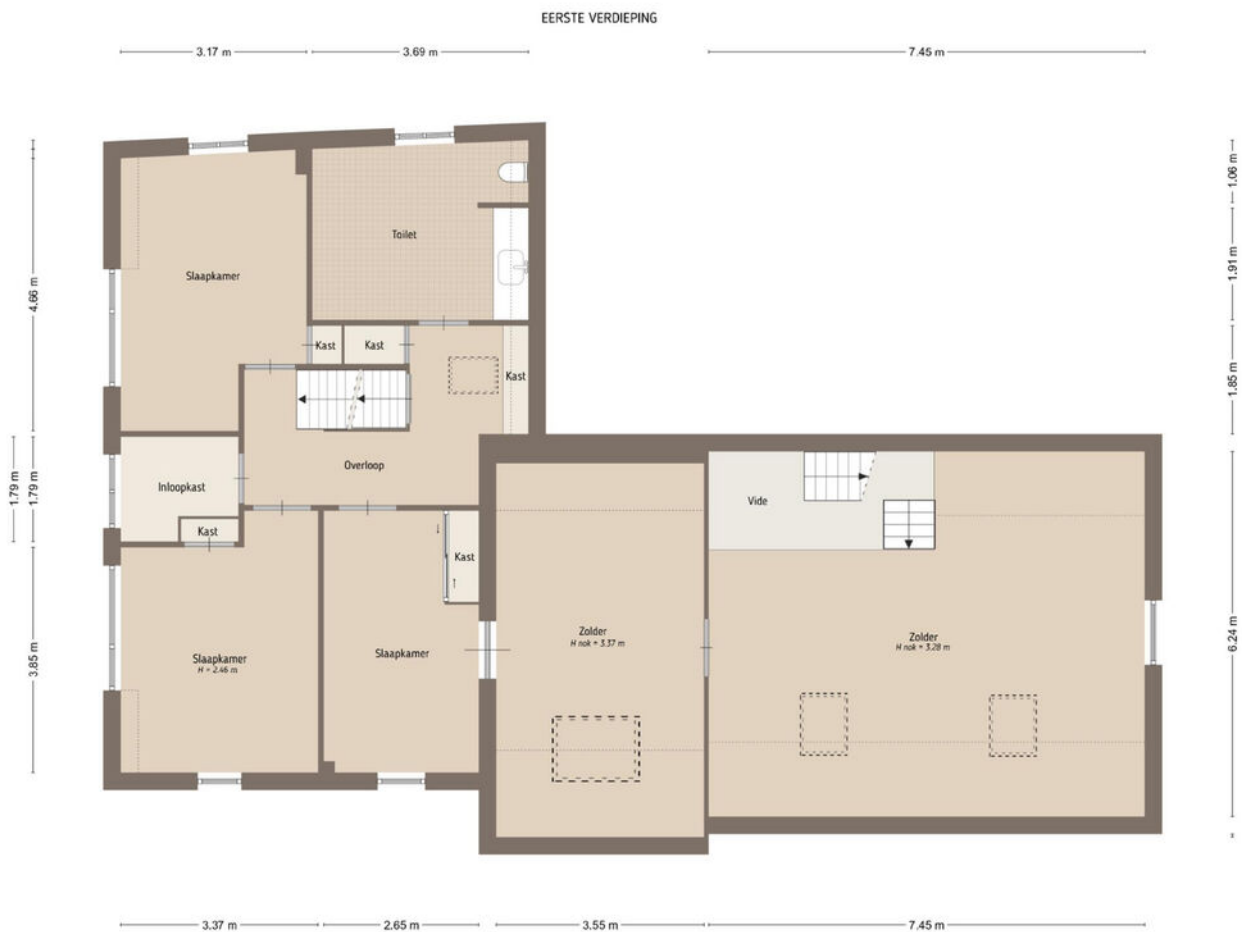 EERSTE VERDIEPING
3.17 m
3.69 m
7.45 m
1.06 m
Toilet
1.91 m
Slaapkamer
4.66 m
Kast
Kast
Kast
1.85 m
Overloop
1.79 m
1.79 m
Inloopkast
Vide
Kast
Kast
Zolder
H nok = 3.37 m
Zolder
H nok = 3.28 m
6.24 m
Slaapkamer
H = 2.46 m
Slaapkamer
3.85 m
3.37 m
2.65 m
3.55 m
7.45 m